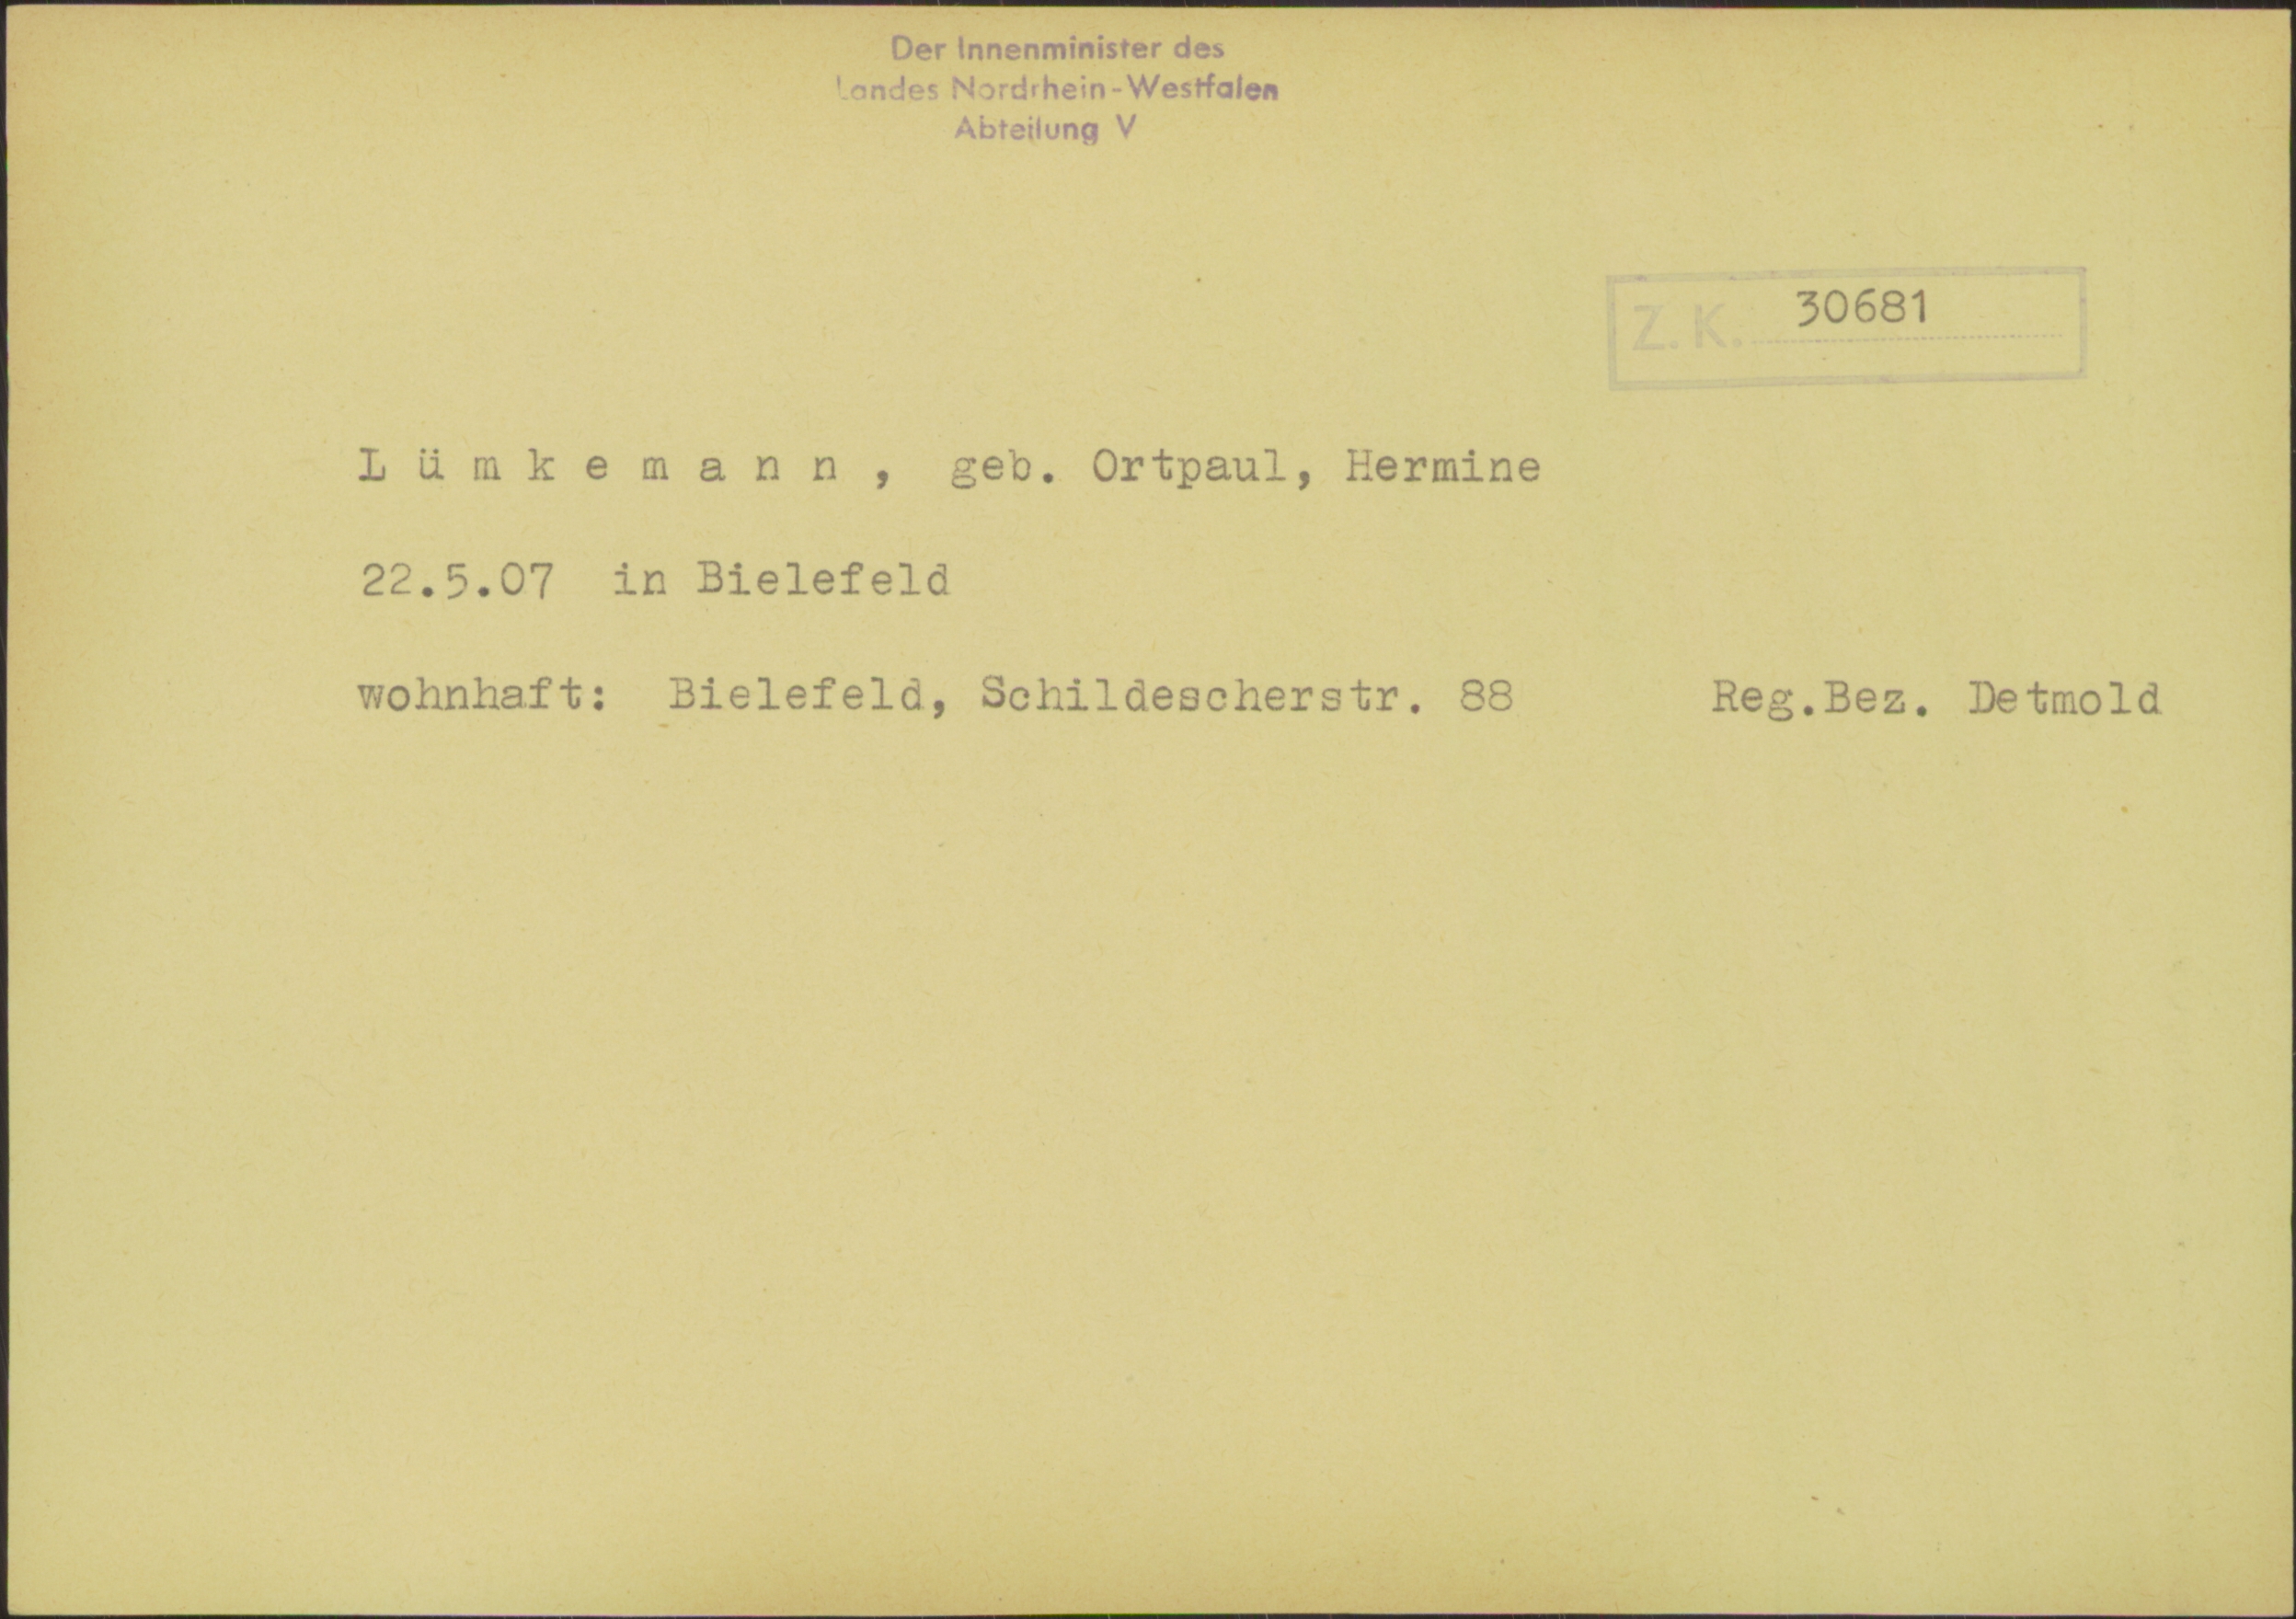 Der Innenminister des
Landes Nordrhein-Westfalen
Abteilung V
Z.K. 30681
L ü m k e m a n n , geb. Ortpaul, Hermine
22.5.07 in Bielefeld
wohnhaft: Bielefeld, Schildescherstr. 88 Reg.Bez. Detmold